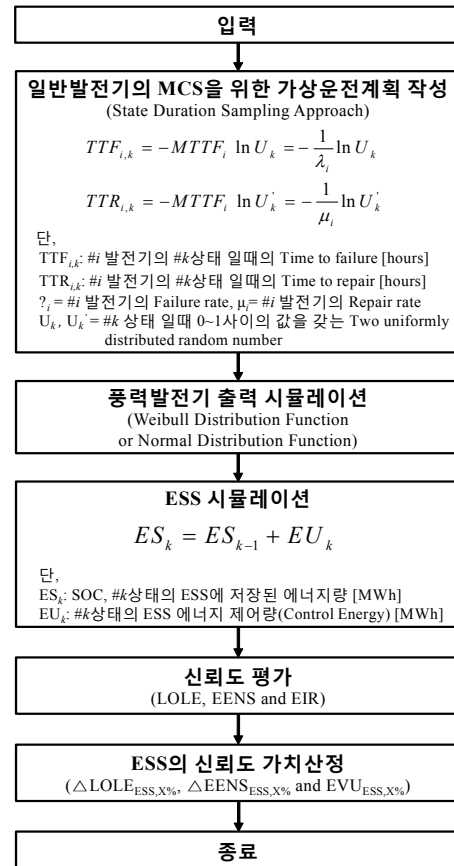 입력
일반발전기의 MCS을 위한 가상운전계획 작성
(State Duration Sampling Approach)
TTF_{i,k} = −MTTF_i ln U_k = −\frac{1}{λ_i} ln U_k
TTR_{i,k} = −MTTF_i ln U_k^' = −\frac{1}{μ_i} ln U_k^'
단,
TTF_{i,k}: #i 발전기의 #k상태 일때의 Time to failure [hours]
TTR_{i,k}: #i 발전기의 #k상태 일때의 Time to repair [hours]
?_i = #i 발전기의 Failure rate, μ_i= #i 발전기의 Repair rate
U_k, U_k^' = #k 상태 일때 0~1사이의 값을 갖는 Two uniformly
distributed random number
풍력발전기 출력 시뮬레이션
(Weibull Distribution Function
or Normal Distribution Function)
ESS 시뮬레이션
ES_k = ES_{k-1} + EU_k
단,
ES_k: SOC, #k상태의 ESS에 저장된 에너지량 [MWh]
EU_k: #k상태의 ESS 에너지 제어량(Control Energy) [MWh]
신뢰도 평가
(LOLE, EENS and EIR)
ESS의 신뢰도 가치산정
(△LOLE_{ESS,X%}, △EENS_{ESS,X%} and EVU_{ESS,X%})
종료